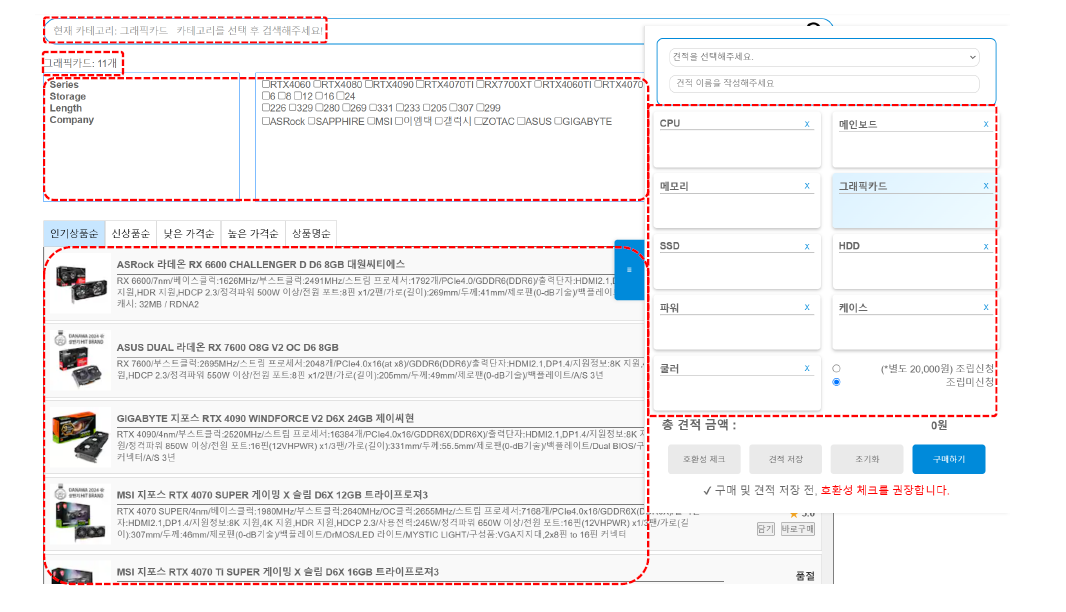 현재 카테고리: 그래픽카드 카테고리를 선택 후 검색해주세요!
그래픽카드: 11개
Series
Storage
Length
Company
□RTX4060 □RTX4080 □RTX4090 □RTX4070TI □RX7700XT □RTX4060TI □RTX4070
□6 □8 □12 □16 □24
□226 □329 □280 □269 □331 □233 □205 □307 □299
□ASRock □SAPPHIRE □MSI □이엠텍 □갤럭시 □ZOTAC □ASUS □GIGABYTE
인기상품순 신상품순 낮은 가격순 높은 가격순 상품명순
ASRock 라데온 RX 6600 CHALLENGER D D6 8GB 대원씨티에스
RX 6600/7nm/베이스클럭:1626MHz/부스트클럭:2491MHz/스트림 프로세서:1792개/PCIe4.0/GDDR6(DDR6)/출력단자:HDMI2.1,D
지원,HDR 지원,HDCP 2.3/정격파워 500W 이상/전원 포트:8핀 x1/2팬/가로(길이):269mm/두께:41mm/제로팬(0-dB기술)/백플레이트
캐시: 32MB / RDNA2
ASUS DUAL 라데온 RX 7600 O8G V2 OC D6 8GB
RX 7600/부스트클럭:2695MHz/스트림 프로세서:2048개/PCIe4.0x16(at x8)/GDDR6(DDR6)/출력단자:HDMI2.1,DP1.4/지원정보:8K 지원,
원,HDCP 2.3/정격파워 550W 이상/전원 포트:8핀 x1/2팬/가로(길이):205mm/두께:49mm/제로팬(0-dB기술)/백플레이트/A/S 3년
GIGABYTE 지포스 RTX 4090 WINDFORCE V2 D6X 24GB 제이씨현
RTX 4090/4nm/부스트클럭:2520MHz/스트림 프로세서:16384개/PCIe4.0x16/GDDR6X(DDR6X)/출력단자:HDMI2.1,DP1.4/지원정보:8K 지
원/정격파워 850W 이상/전원 포트:16핀(12VHPWR) x1/3팬/가로(길이):331mm/두께:55.5mm/제로팬(0-dB기술)/백플레이트/Dual BIOS/구
커넥터/A/S 3년
MSI 지포스 RTX 4070 SUPER 게이밍 X 슬림 D6X 12GB 트라이프로져3
RTX 4070 SUPER/4nm/베이스클럭:1980MHz/부스트클럭:2640MHz/OC클럭:2655MHz/스트림 프로세서:7168개/PCIe4.0x16/GDDR6X
자:HDMI2.1,DP1.4/지원정보:8K 지원,4K 지원,HDR 지원,HDCP 2.3/사용전력:245W/정격파워 650W 이상/전원 포트:16핀(12VHPWR) x1/3팬/가로(길
이):307mm/두께:46mm/제로팬(0-dB기술)/백플레이트/DrMOS/LED 라이트/MYSTIC LIGHT/구성품:VGA지지대,2x8핀 to 16핀 커넥터
담기 바로구매
MSI 지포스 RTX 4070 TI SUPER 게이밍 X 슬림 D6X 16GB 트라이프로져3
품절
견적을 선택해주세요.
견적 이름을 작성해주세요
CPU X 메인보드 X
메모리 X 그래픽카드 X
SSD X HDD X
파워 X 케이스 X
쿨러 X
(*별도 20,000원) 조립신청
조립미신청
총 견적 금액 : 0원
호환성 체크 견적 저장 초기화 구매하기
✓ 구매 및 견적 저장 전, 호환성 체크를 권장합니다.